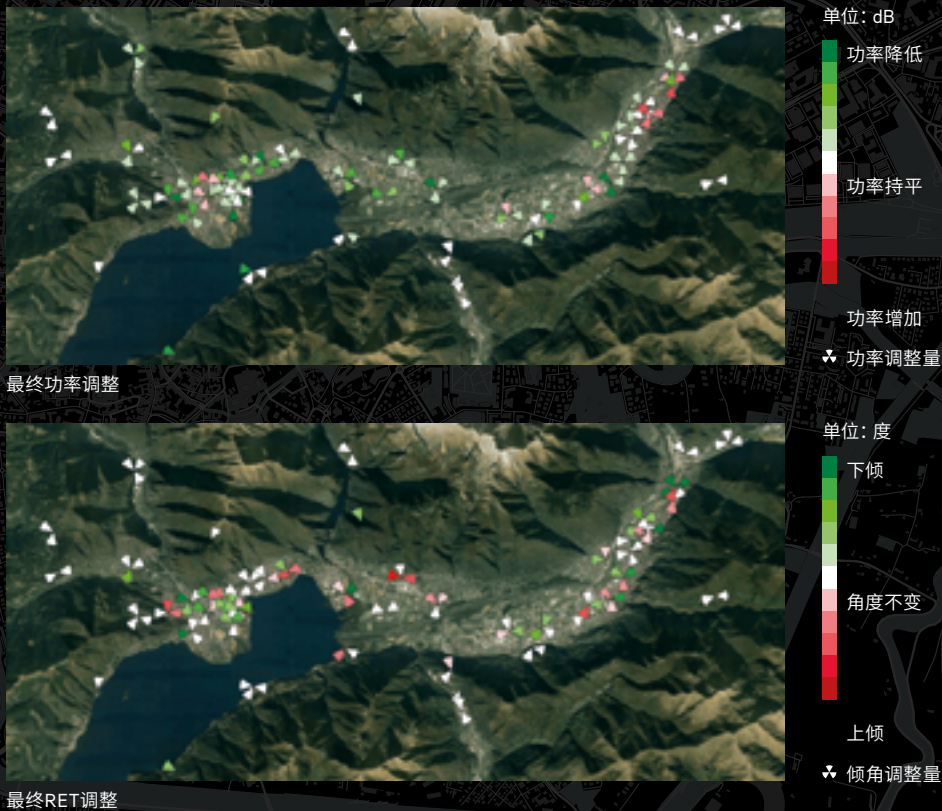 单位：dB
功率降低
功率持平
功率增加
功率调整量
最终功率调整
单位：度
下倾
角度不变
上倾
倾角调整量
最终RET调整